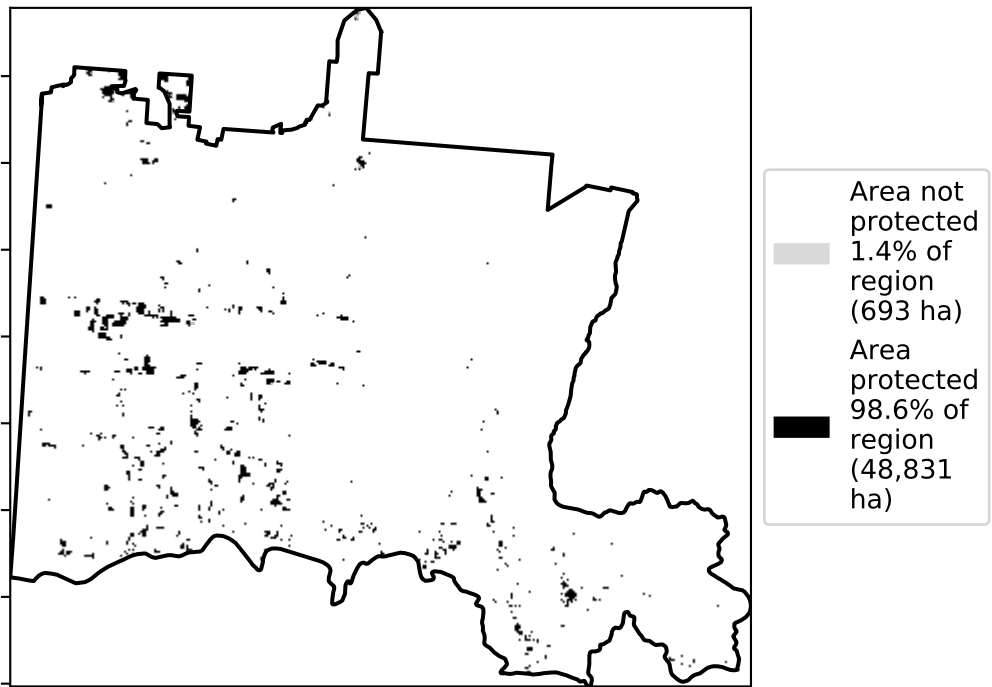 Area not
protected
1.4% of
region
(693 ha)
Area
protected
98.6% of
region
(48,831
ha)